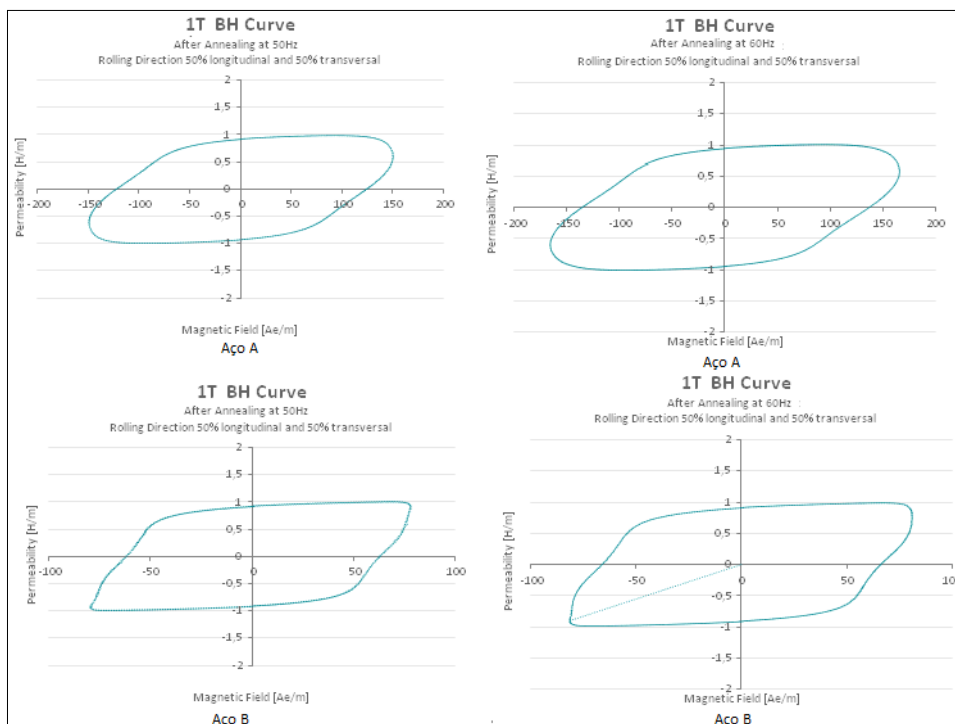 1T BH Curve
After Annealing at 50Hz
Rolling Direction 50% longitudinal and 50% transversal
Permeability [H/m]
2
1,5
1
0,5
0
-200 -150 -100 -50 0 50 100 150 200
-0,5
-1
-1,5
-2
Magnetic Field [Ae/m]
Aço A
1T BH Curve
After Annealing at 60Hz
Rolling Direction 50% longitudinal and 50% transversal
Permeability [H/m]
2
1,5
1
0,5
0
-200 -150 -100 -50 0 50 100 150 200
-0,5
-1
-1,5
-2
Magnetic Field [Ae/m]
Aço A
1T BH Curve
After Annealing at 50Hz
Rolling Direction 50% longitudinal and 50% transversal
Permeability [H/m]
2
1,5
1
0,5
0
-100 -50 0 50 100
-0,5
-1
-1,5
-2
Magnetic Field [Ae/m]
Aço B
1T BH Curve
After Annealing at 60Hz :
Rolling Direction 50% longitudinal and 50% transversal
Permeability [H/m]
2
1,5
1
0,5
0
-100 -50 0 50 100
-0,5
-1
-1,5
-2
Magnetic Field [Ae/m]
Aço B